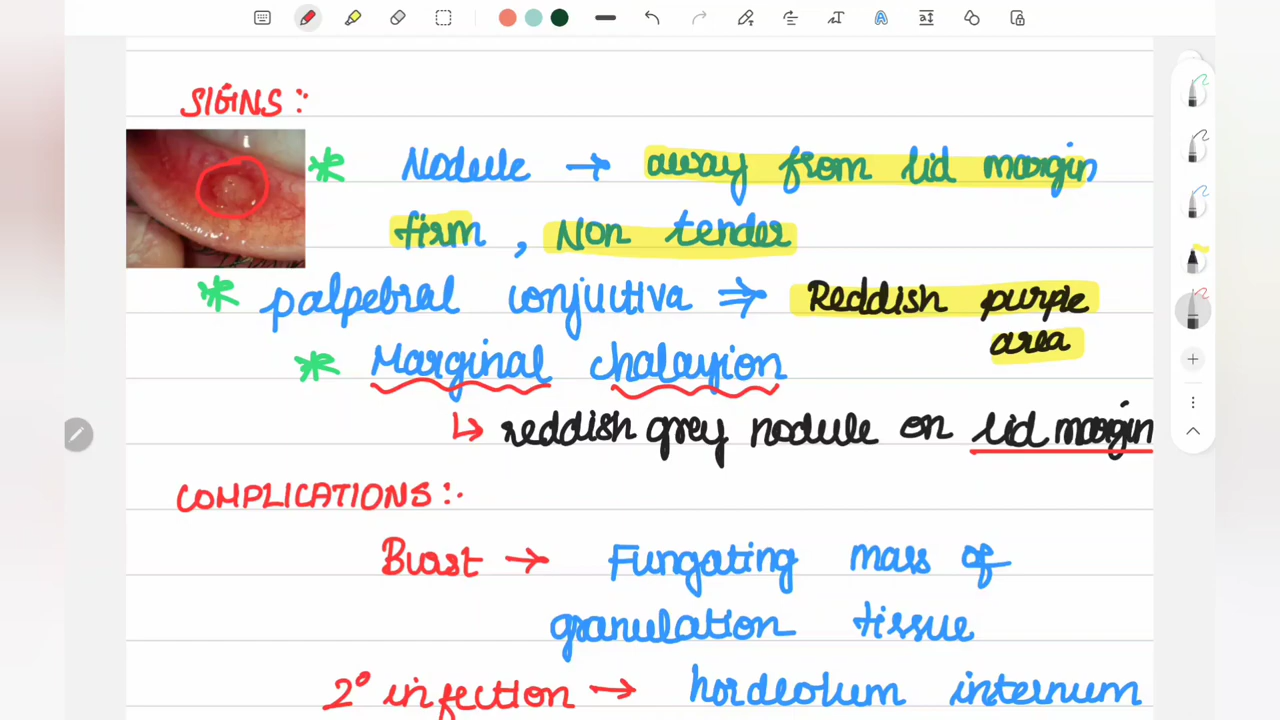 SIGNS :
* Nodule → away from lid margin
firm , Non tender
* palpebral conjuctiva ⇒ Reddish purple
area
* Marginal chalazion
↳ reddish grey nodule on lid margin
COMPLICATIONS :
Burst → Fungating mass of
granulation tissue
2° infection → hordeolum internum